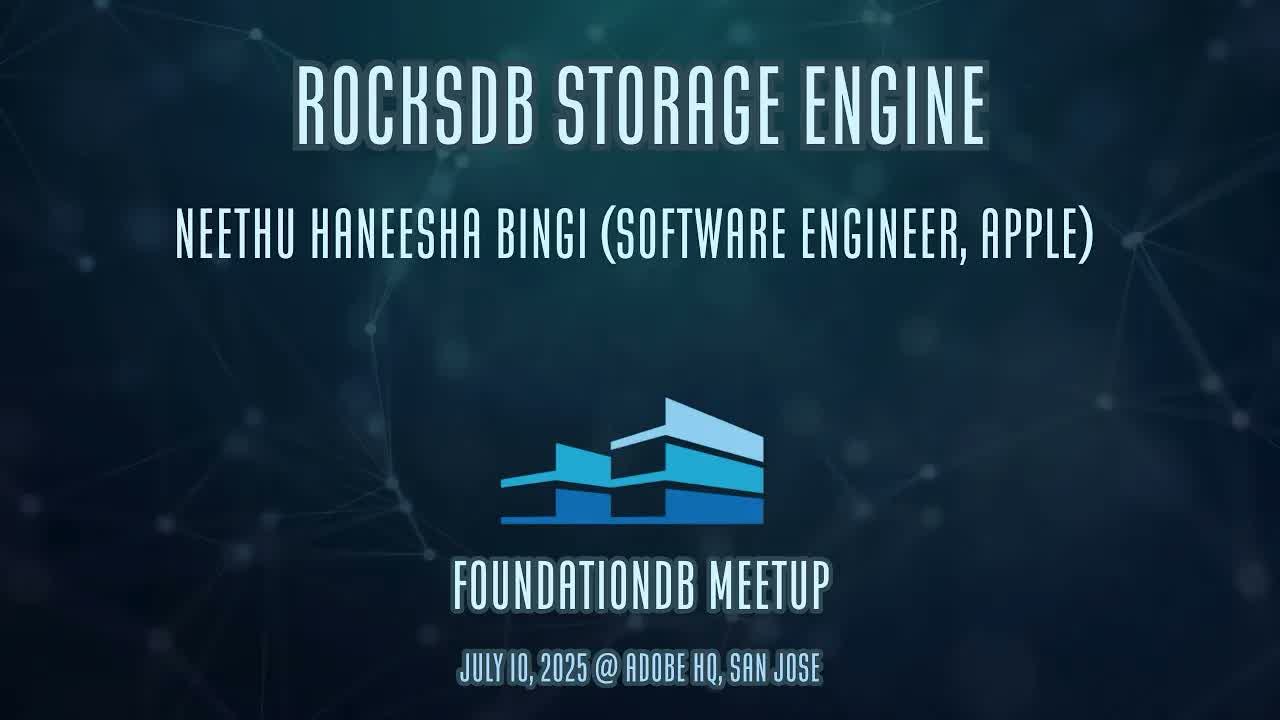 ROCKSDB STORAGE ENGINE
NEETHU HANEESHA BINGI (SOFTWARE ENGINEER, APPLE)
FOUNDATIONDB MEETUP
JULY 10, 2025 @ ADOBE HQ, SAN JOSE